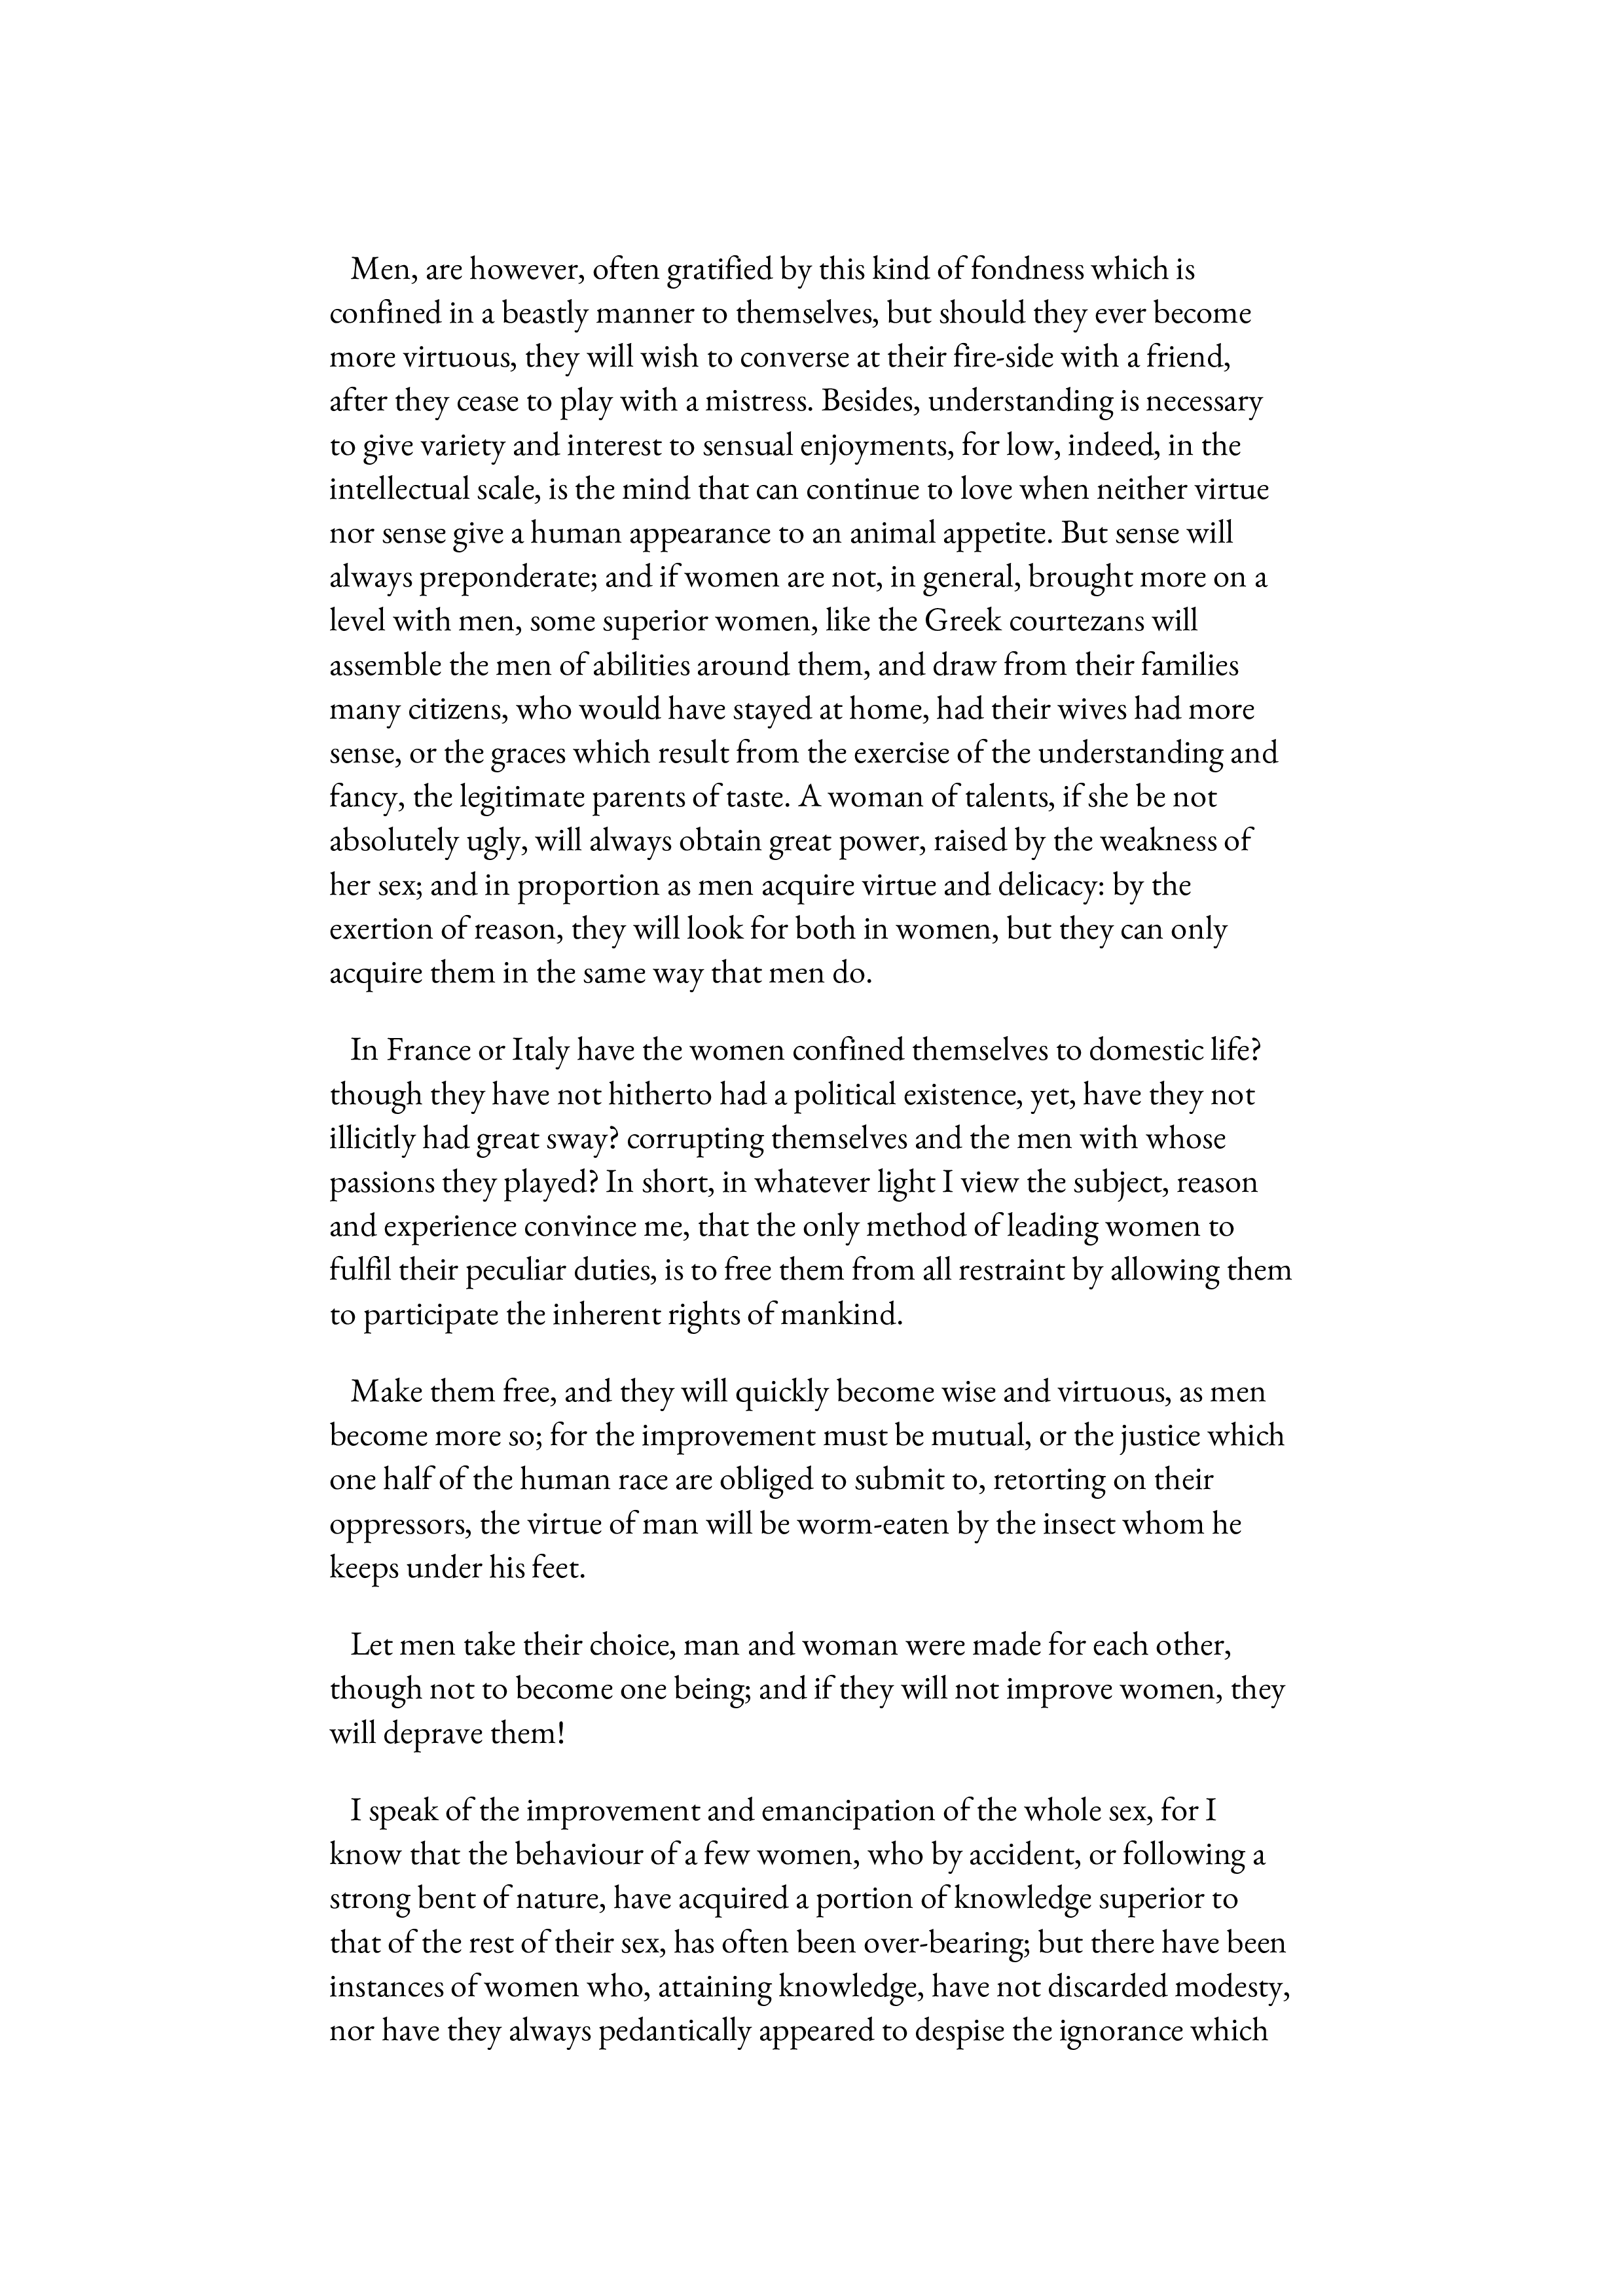 Men, are however, often gratified by this kind of fondness which is
confined in a beastly manner to themselves, but should they ever become
more virtuous, they will wish to converse at their fire-side with a friend,
after they cease to play with a mistress. Besides, understanding is necessary
to give variety and interest to sensual enjoyments, for low, indeed, in the
intellectual scale, is the mind that can continue to love when neither virtue
nor sense give a human appearance to an animal appetite. But sense will
always preponderate; and if women are not, in general, brought more on a
level with men, some superior women, like the Greek courtezans will
assemble the men of abilities around them, and draw from their families
many citizens, who would have stayed at home, had their wives had more
sense, or the graces which result from the exercise of the understanding and
fancy, the legitimate parents of taste. A woman of talents, if she be not
absolutely ugly, will always obtain great power, raised by the weakness of
her sex; and in proportion as men acquire virtue and delicacy: by the
exertion of reason, they will look for both in women, but they can only
acquire them in the same way that men do.
In France or Italy have the women confined themselves to domestic life?
though they have not hitherto had a political existence, yet, have they not
illicitly had great sway? corrupting themselves and the men with whose
passions they played? In short, in whatever light I view the subject, reason
and experience convince me, that the only method of leading women to
fulfil their peculiar duties, is to free them from all restraint by allowing them
to participate the inherent rights of mankind.
Make them free, and they will quickly become wise and virtuous, as men
become more so; for the improvement must be mutual, or the justice which
one half of the human race are obliged to submit to, retorting on their
oppressors, the virtue of man will be worm-eaten by the insect whom he
keeps under his feet.
Let men take their choice, man and woman were made for each other,
though not to become one being; and if they will not improve women, they
will deprave them!
I speak of the improvement and emancipation of the whole sex, for I
know that the behaviour of a few women, who by accident, or following a
strong bent of nature, have acquired a portion of knowledge superior to
that of the rest of their sex, has often been over-bearing; but there have been
instances of women who, attaining knowledge, have not discarded modesty,
nor have they always pedantically appeared to despise the ignorance which